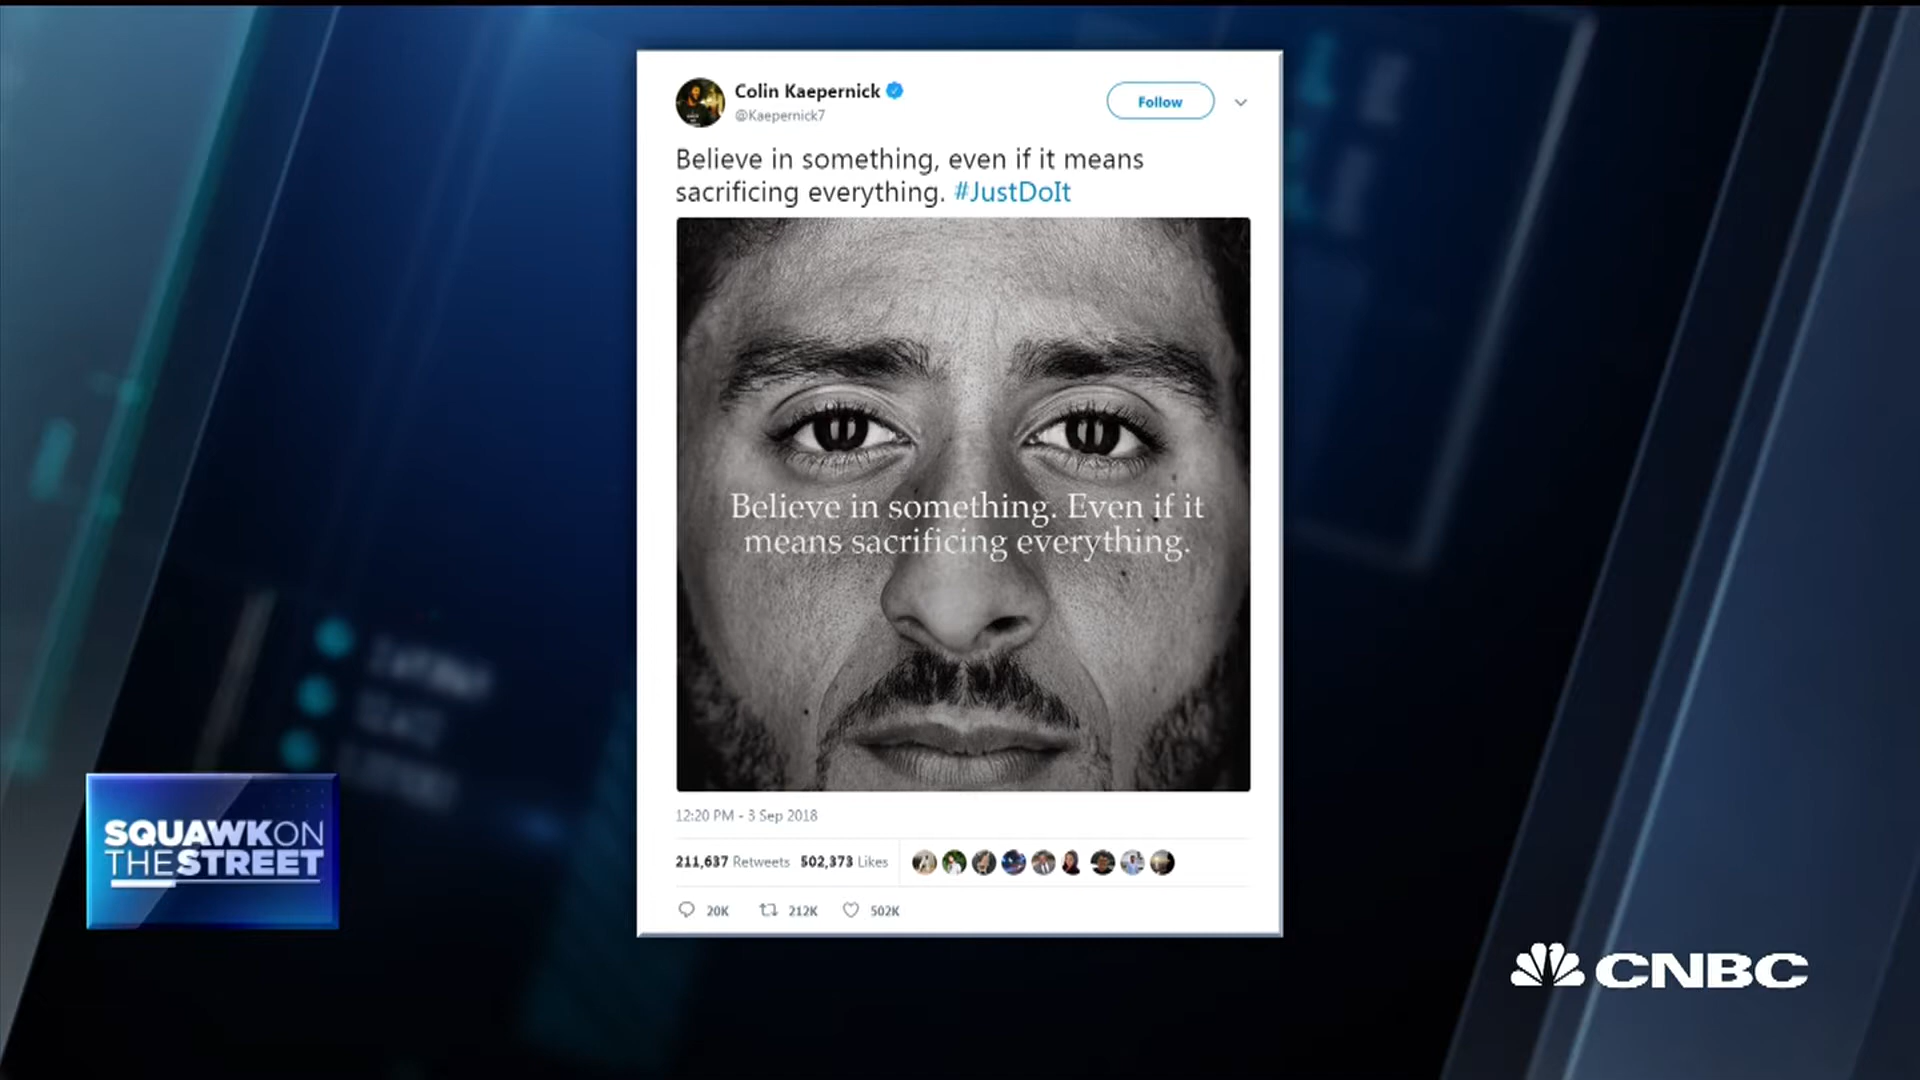 Colin Kaepernick
@Kaepernick7
Follow
Believe in something, even if it means
sacrificing everything. #JustDoIt
Believe in something. Even if it
means sacrificing everything.
12:20 PM - 3 Sep 2018
211,637 Retweets 502,373 Likes
20K 212K 502K
SQUAWK ON
THE STREET
CNBC